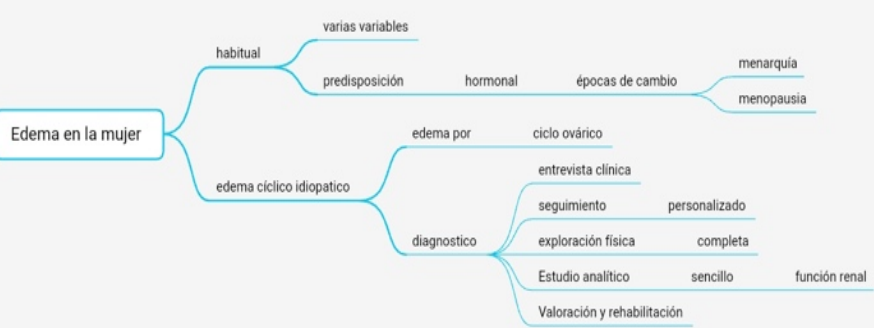 varias variables
habitual
predisposición hormonal épocas de cambio
menarquía
menopausia
Edema en la mujer
edema por ciclo ovárico
edema cíclico idiopatico
entrevista clínica
seguimiento personalizado
diagnostico
exploración física completa
Estudio analítico sencillo función renal
Valoración y rehabilitación